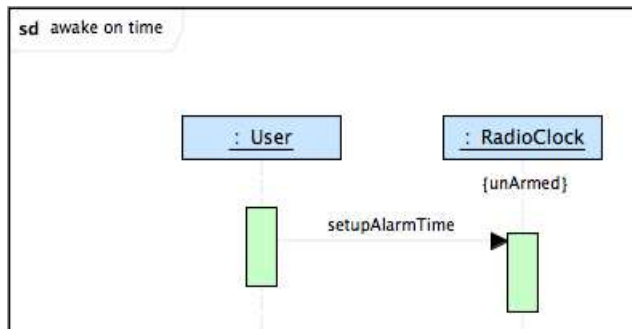 sd awake on time
: User
: RadioClock
{unArmed}
setupAlarmTime